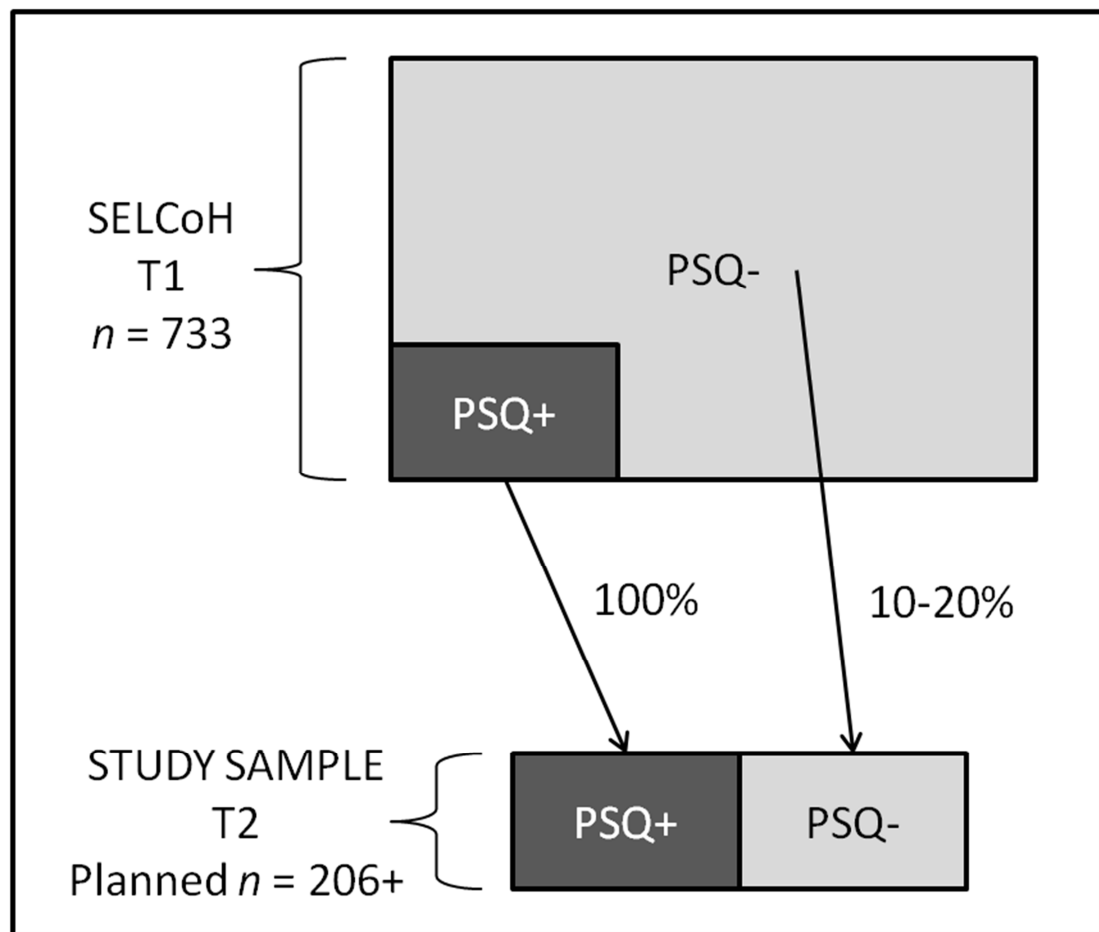 SELCoH
T1
n = 733
PSQ-
PSQ+
100%
10-20%
STUDY SAMPLE
T2
Planned n = 206+
PSQ+
PSQ-